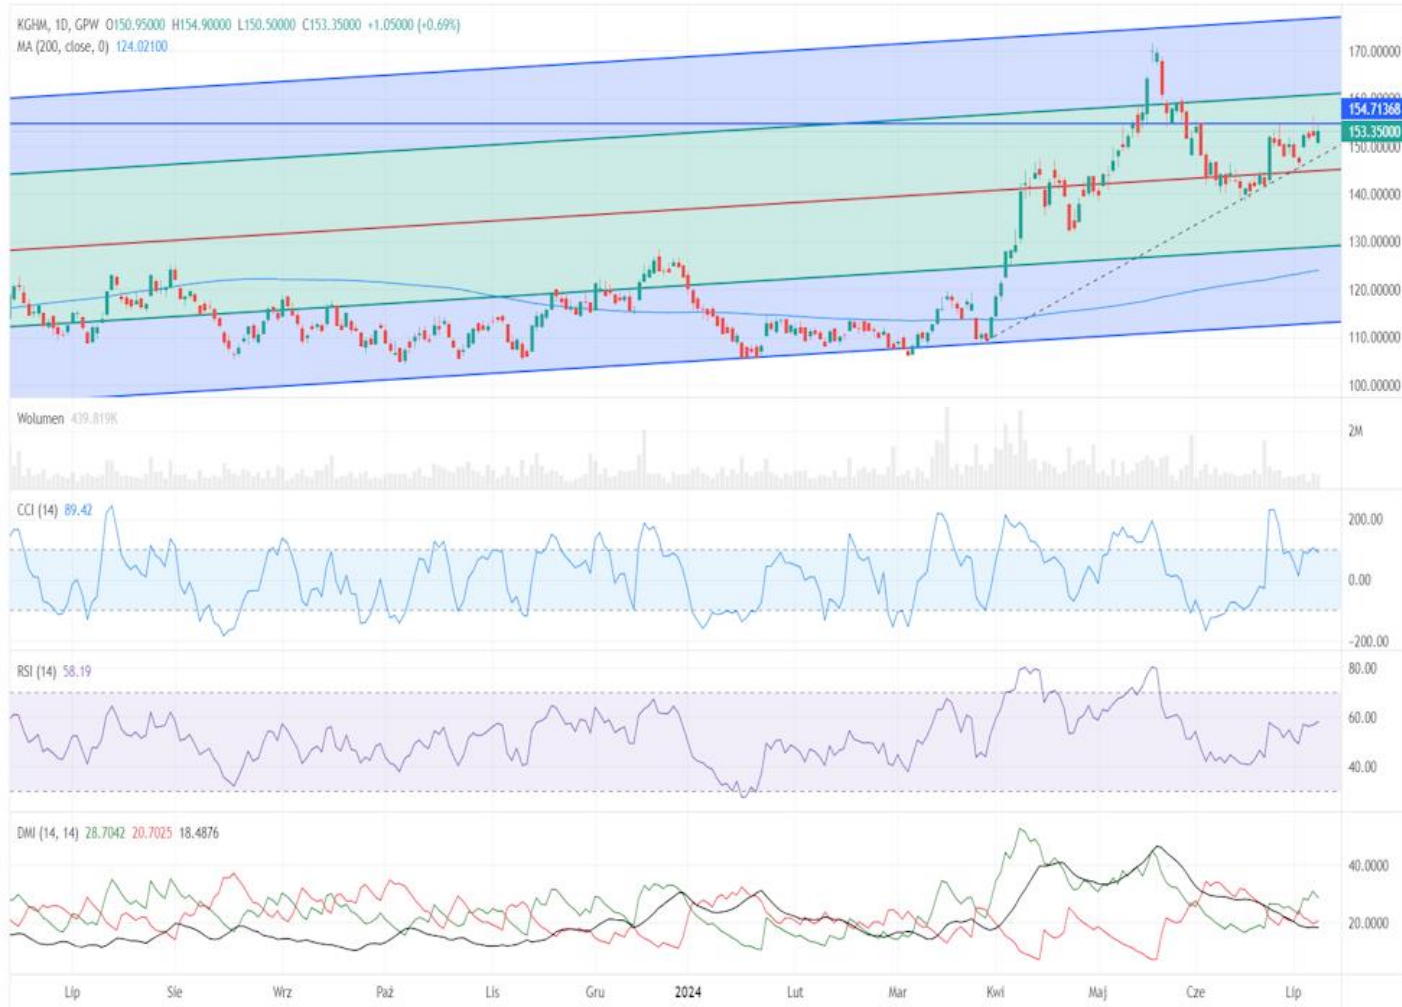 KGHM, 1D, GPW O150.95000 H154.90000 L150.50000 C153.35000 +1.05000 (+0.69%)
MA (200, close, 0) 124.02100
170.00000
160.00000
154.71368
153.35000
150.00000
140.00000
130.00000
120.00000
110.00000
100.00000
Wolumen 439.819K
2M
CCI (14) 89.42
200.00
0.00
-200.00
RSI (14) 58.19
80.00
60.00
40.00
DMI (14, 14) 28.7042 20.7025 18.4876
40.0000
20.0000
Lip Sie Wrz Paź Lis Gru 2024 Lut Mar Kwi Maj Cze Lip